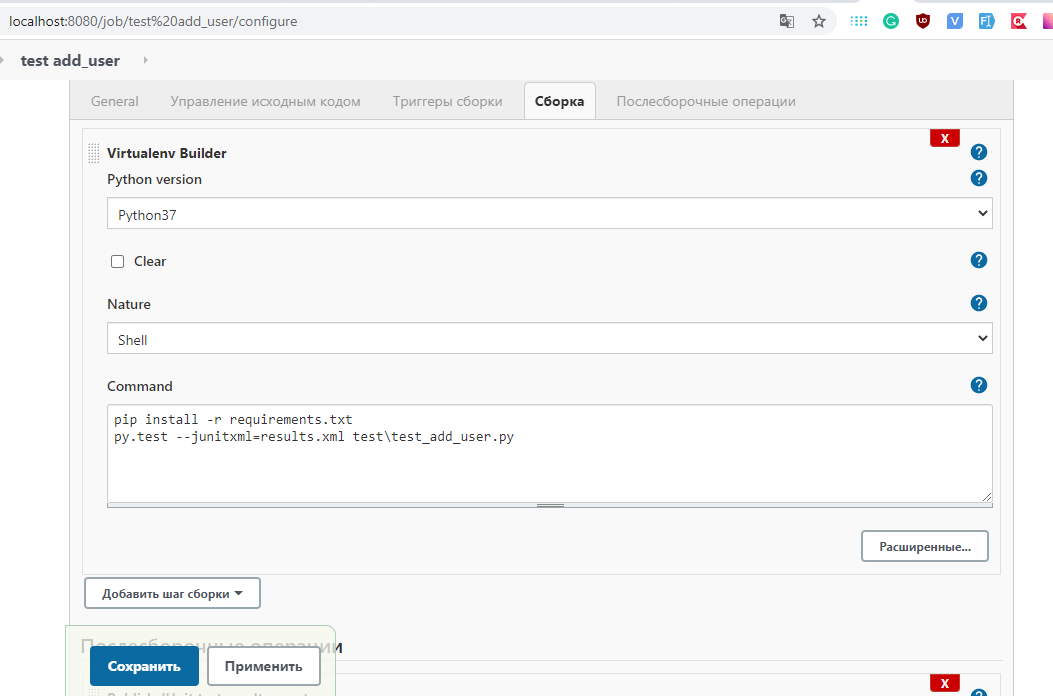 localhost:8080/job/test%20add_user/configure
test add_user
General Управление исходным кодом Триггеры сборки Сборка Послесборочные операции
X
Virtualenv Builder ?
Python version ?
Python37
Clear ?
Nature ?
Shell
Command ?
pip install -r requirements.txt
py.test --junitxml=results.xml test\test_add_user.py
Расширенные...
Добавить шаг сборки
Послесборочные операции
Сохранить Применить
X